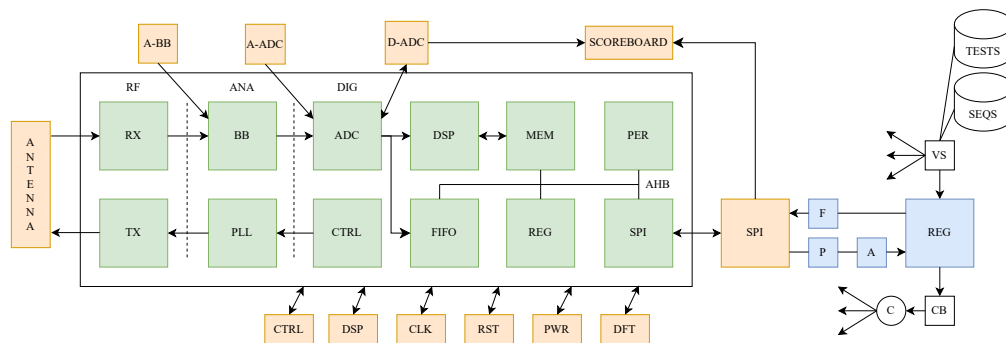 A-BB
A-ADC
D-ADC
SCOREBOARD
TESTS
SEQS
RF
ANA
DIG
ANTENNA
RX
BB
ADC
DSP
MEM
PER
VS
AHB
TX
PLL
CTRL
FIFO
REG
SPI
SPI
F
P
A
REG
C
CB
CTRL
DSP
CLK
RST
PWR
DFT